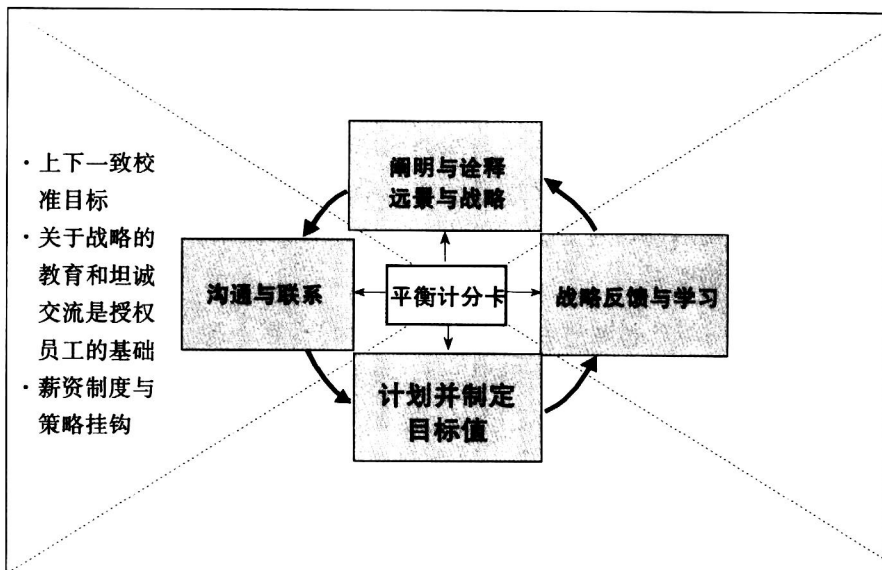 · 上下一致校
准目标
· 关于战略的
教育和坦诚
交流是授权
员工的基础
· 薪资制度与
策略挂钩
阐明与诠释
远景与战略
沟通与联系
平衡计分卡
战略反馈与学习
计划并制定
目标值